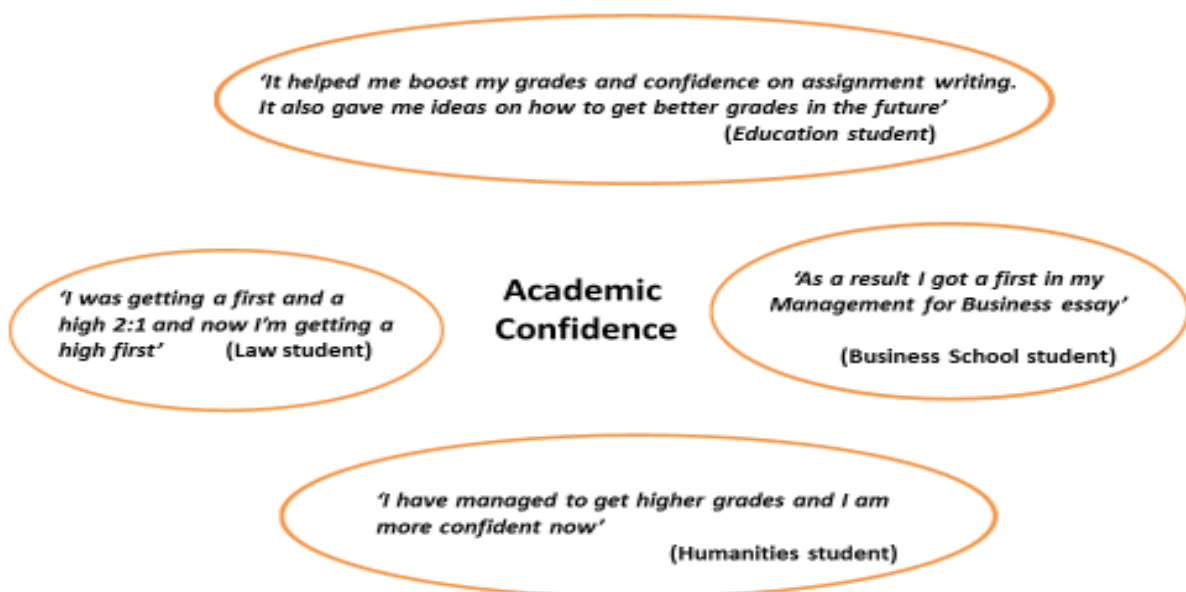 ‘It helped me boost my grades and confidence on assignment writing.
It also gave me ideas on how to get better grades in the future’
(Education student)
‘I was getting a first and a
high 2:1 and now I’m getting a
high first’ (Law student)
Academic
Confidence
‘As a result I got a first in my
Management for Business essay’
(Business School student)
‘I have managed to get higher grades and I am
more confident now’
(Humanities student)